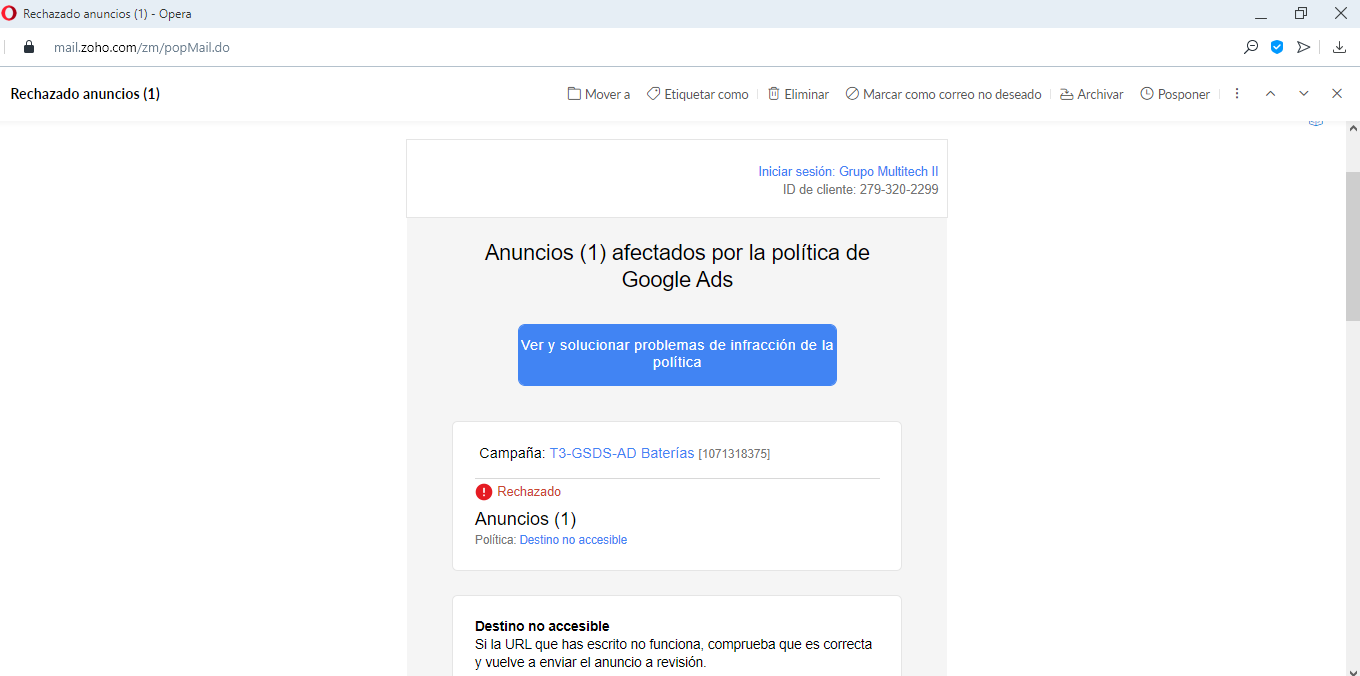 Rechazado anuncios (1) - Opera
mail.zoho.com/zm/popMail.do
Rechazado anuncios (1)
Mover a
Etiquetar como
Eliminar
Marcar como correo no deseado
Archivar
Posponer
Iniciar sesión: Grupo Multitech II
ID de cliente: 279-320-2299
Anuncios (1) afectados por la política de
Google Ads
Ver y solucionar problemas de infracción de la
política
Campaña: T3-GSDS-AD Baterías [1071318375]
Rechazado
Anuncios (1)
Política: Destino no accesible
Destino no accesible
Si la URL que has escrito no funciona, comprueba que es correcta
y vuelve a enviar el anuncio a revisión.